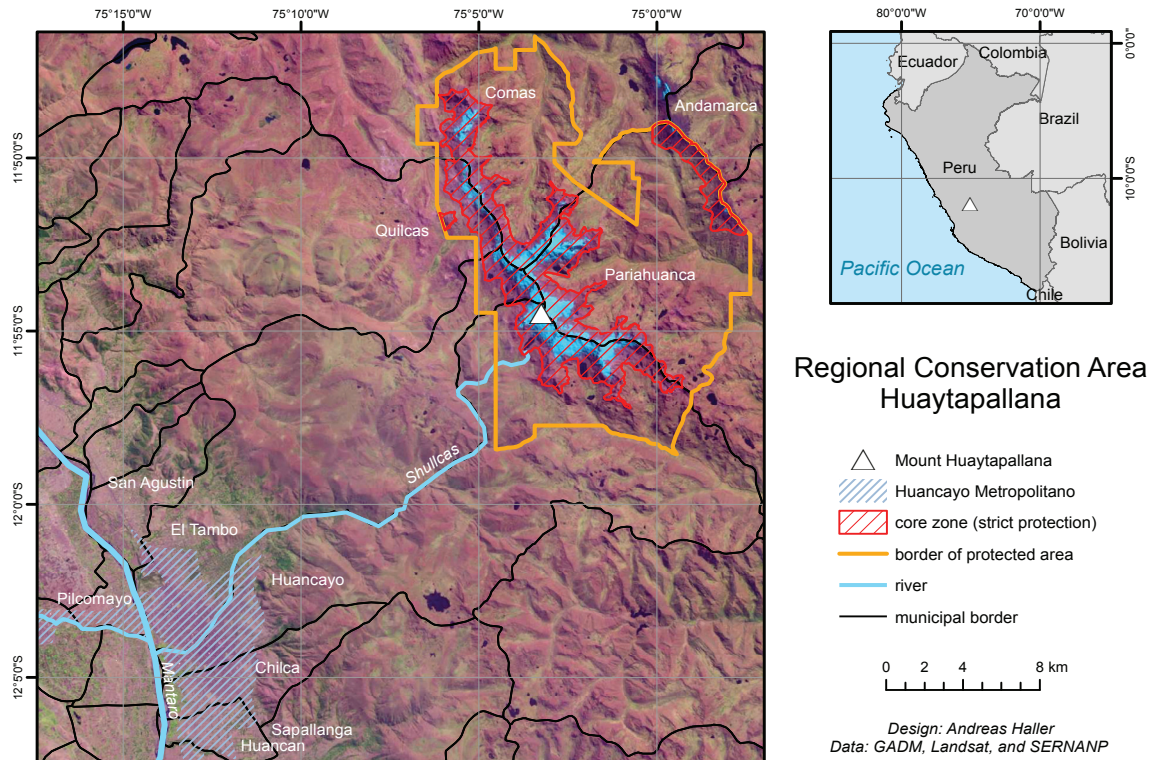 75°15'0"W
75°10'0"W
75°5'0"W
75°0'0"W
11°50'0"S
11°55'0"S
12°0'0"S
12°5'0"S
Comas
Andamarca
Quilcas
Pariahuanca
Shullcas
San Agustin
El Tambo
Huancayo
Pilcomayo
Chilca
Mantaro
Sapallanga
Huancan
80°0'0"W
70°0'0"W
0°0'0"
10°0'0"S
Colombia
Ecuador
Brazil
Peru
Bolivia
Pacific Ocean
Chile
Regional Conservation Area
Huaytapallana
Mount Huaytapallana
Huancayo Metropolitano
core zone (strict protection)
border of protected area
river
municipal border
0 2 4 8 km
Design: Andreas Haller
Data: GADM, Landsat, and SERNANP